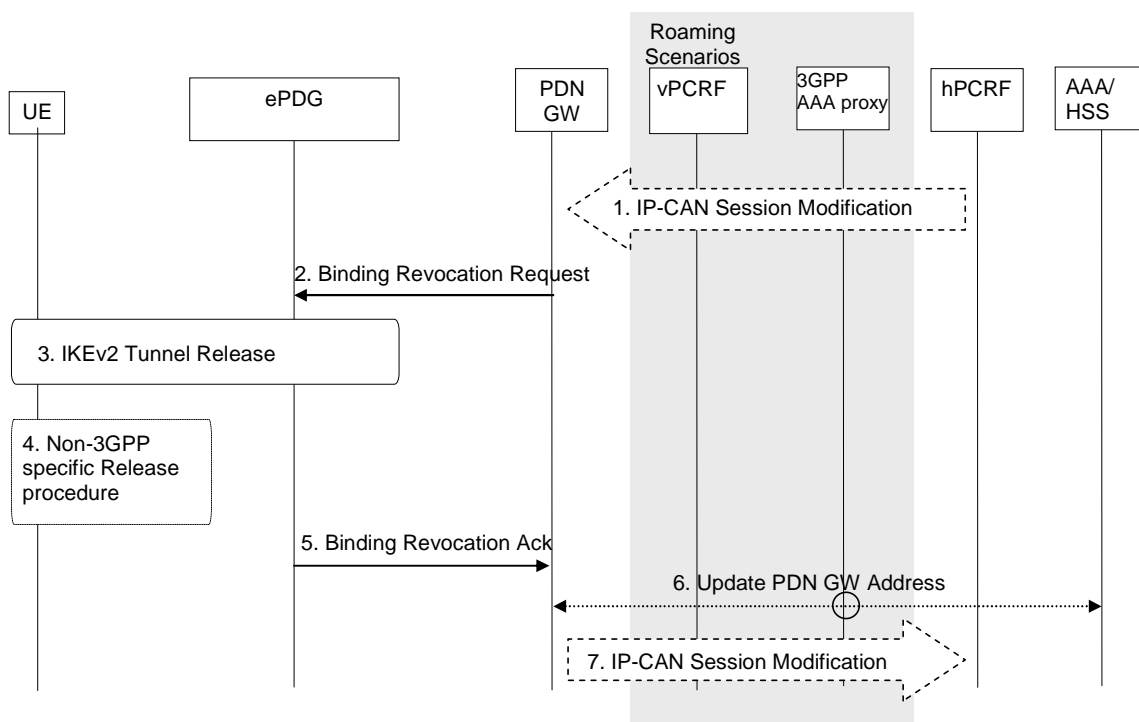 Roaming
Scenarios
UE
ePDG
PDN
GW
vPCRF
3GPP
AAA proxy
hPCRF
AAA/
HSS
1. IP-CAN Session Modification
2. Binding Revocation Request
3. IKEv2 Tunnel Release
4. Non-3GPP
specific Release
procedure
5. Binding Revocation Ack
6. Update PDN GW Address
7. IP-CAN Session Modification